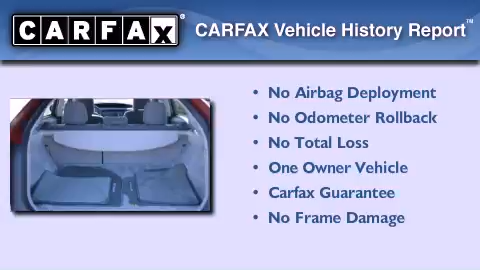 CARFAX® CARFAX Vehicle History Report™
• No Airbag Deployment
• No Odometer Rollback
• No Total Loss
• One Owner Vehicle
• Carfax Guarantee
• No Frame Damage